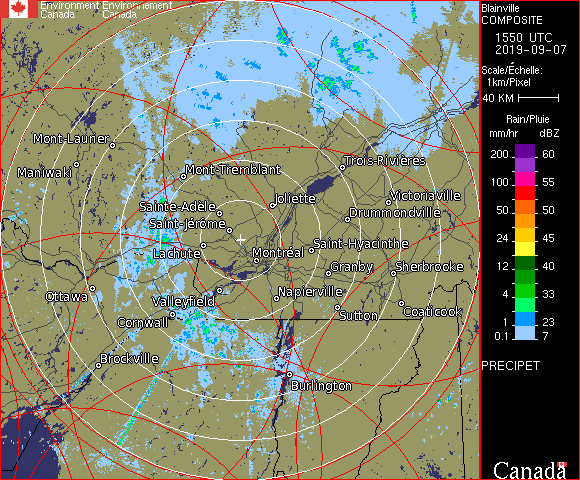 Environment Environnement
Canada Canada
Blainville
COMPOSITE
1550 UTC
2019-09-07
Scale/Échelle:
1km/Pixel
40 KM
Rain/Pluie
mm/hr dBZ
200 60
100 55
50 50
24 45
12 40
4 33
1 23
0.1 7
PRECIPET
Canada
Mont-Laurier
Maniwaki
Mont-Tremblant
Trois-Rivières
Sainte-Adèle
Joliette
Victoriaville
Drummondville
Saint-Jérôme
Lachute
Montréal
Saint-Hyacinthe
Granby
Sherbrooke
Ottawa
Valleyfield
Napierville
Cornwall
Sutton
Coaticook
Brockville
Burlington